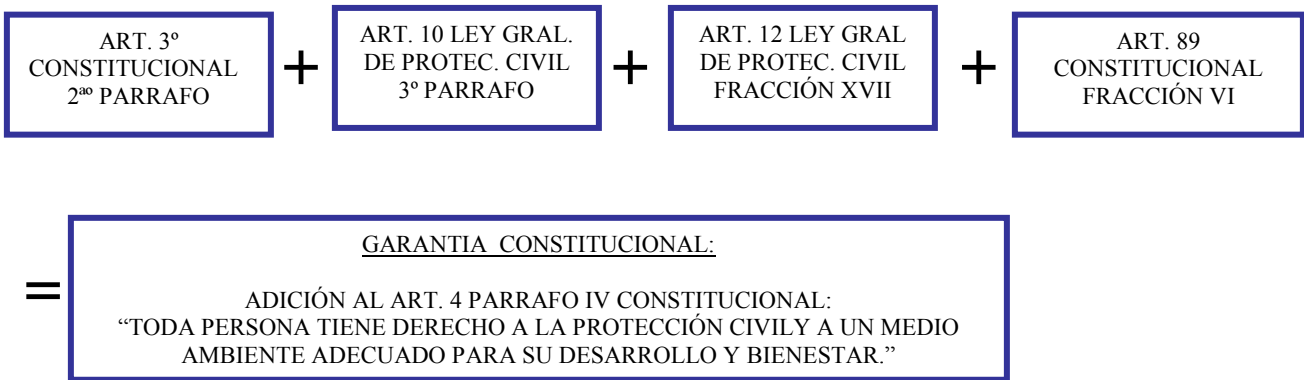 ART. 3º
CONSTITUCIONAL
2ªº PARRAFO
+
ART. 10 LEY GRAL.
DE PROTEC. CIVIL
3º PARRAFO
+
ART. 12 LEY GRAL
DE PROTEC. CIVIL
FRACCIÓN XVII
+
ART. 89
CONSTITUCIONAL
FRACCIÓN VI
=
GARANTIA CONSTITUCIONAL:
ADICIÓN AL ART. 4 PARRAFO IV CONSTITUCIONAL:
“TODA PERSONA TIENE DERECHO A LA PROTECCIÓN CIVILY A UN MEDIO
AMBIENTE ADECUADO PARA SU DESARROLLO Y BIENESTAR.”